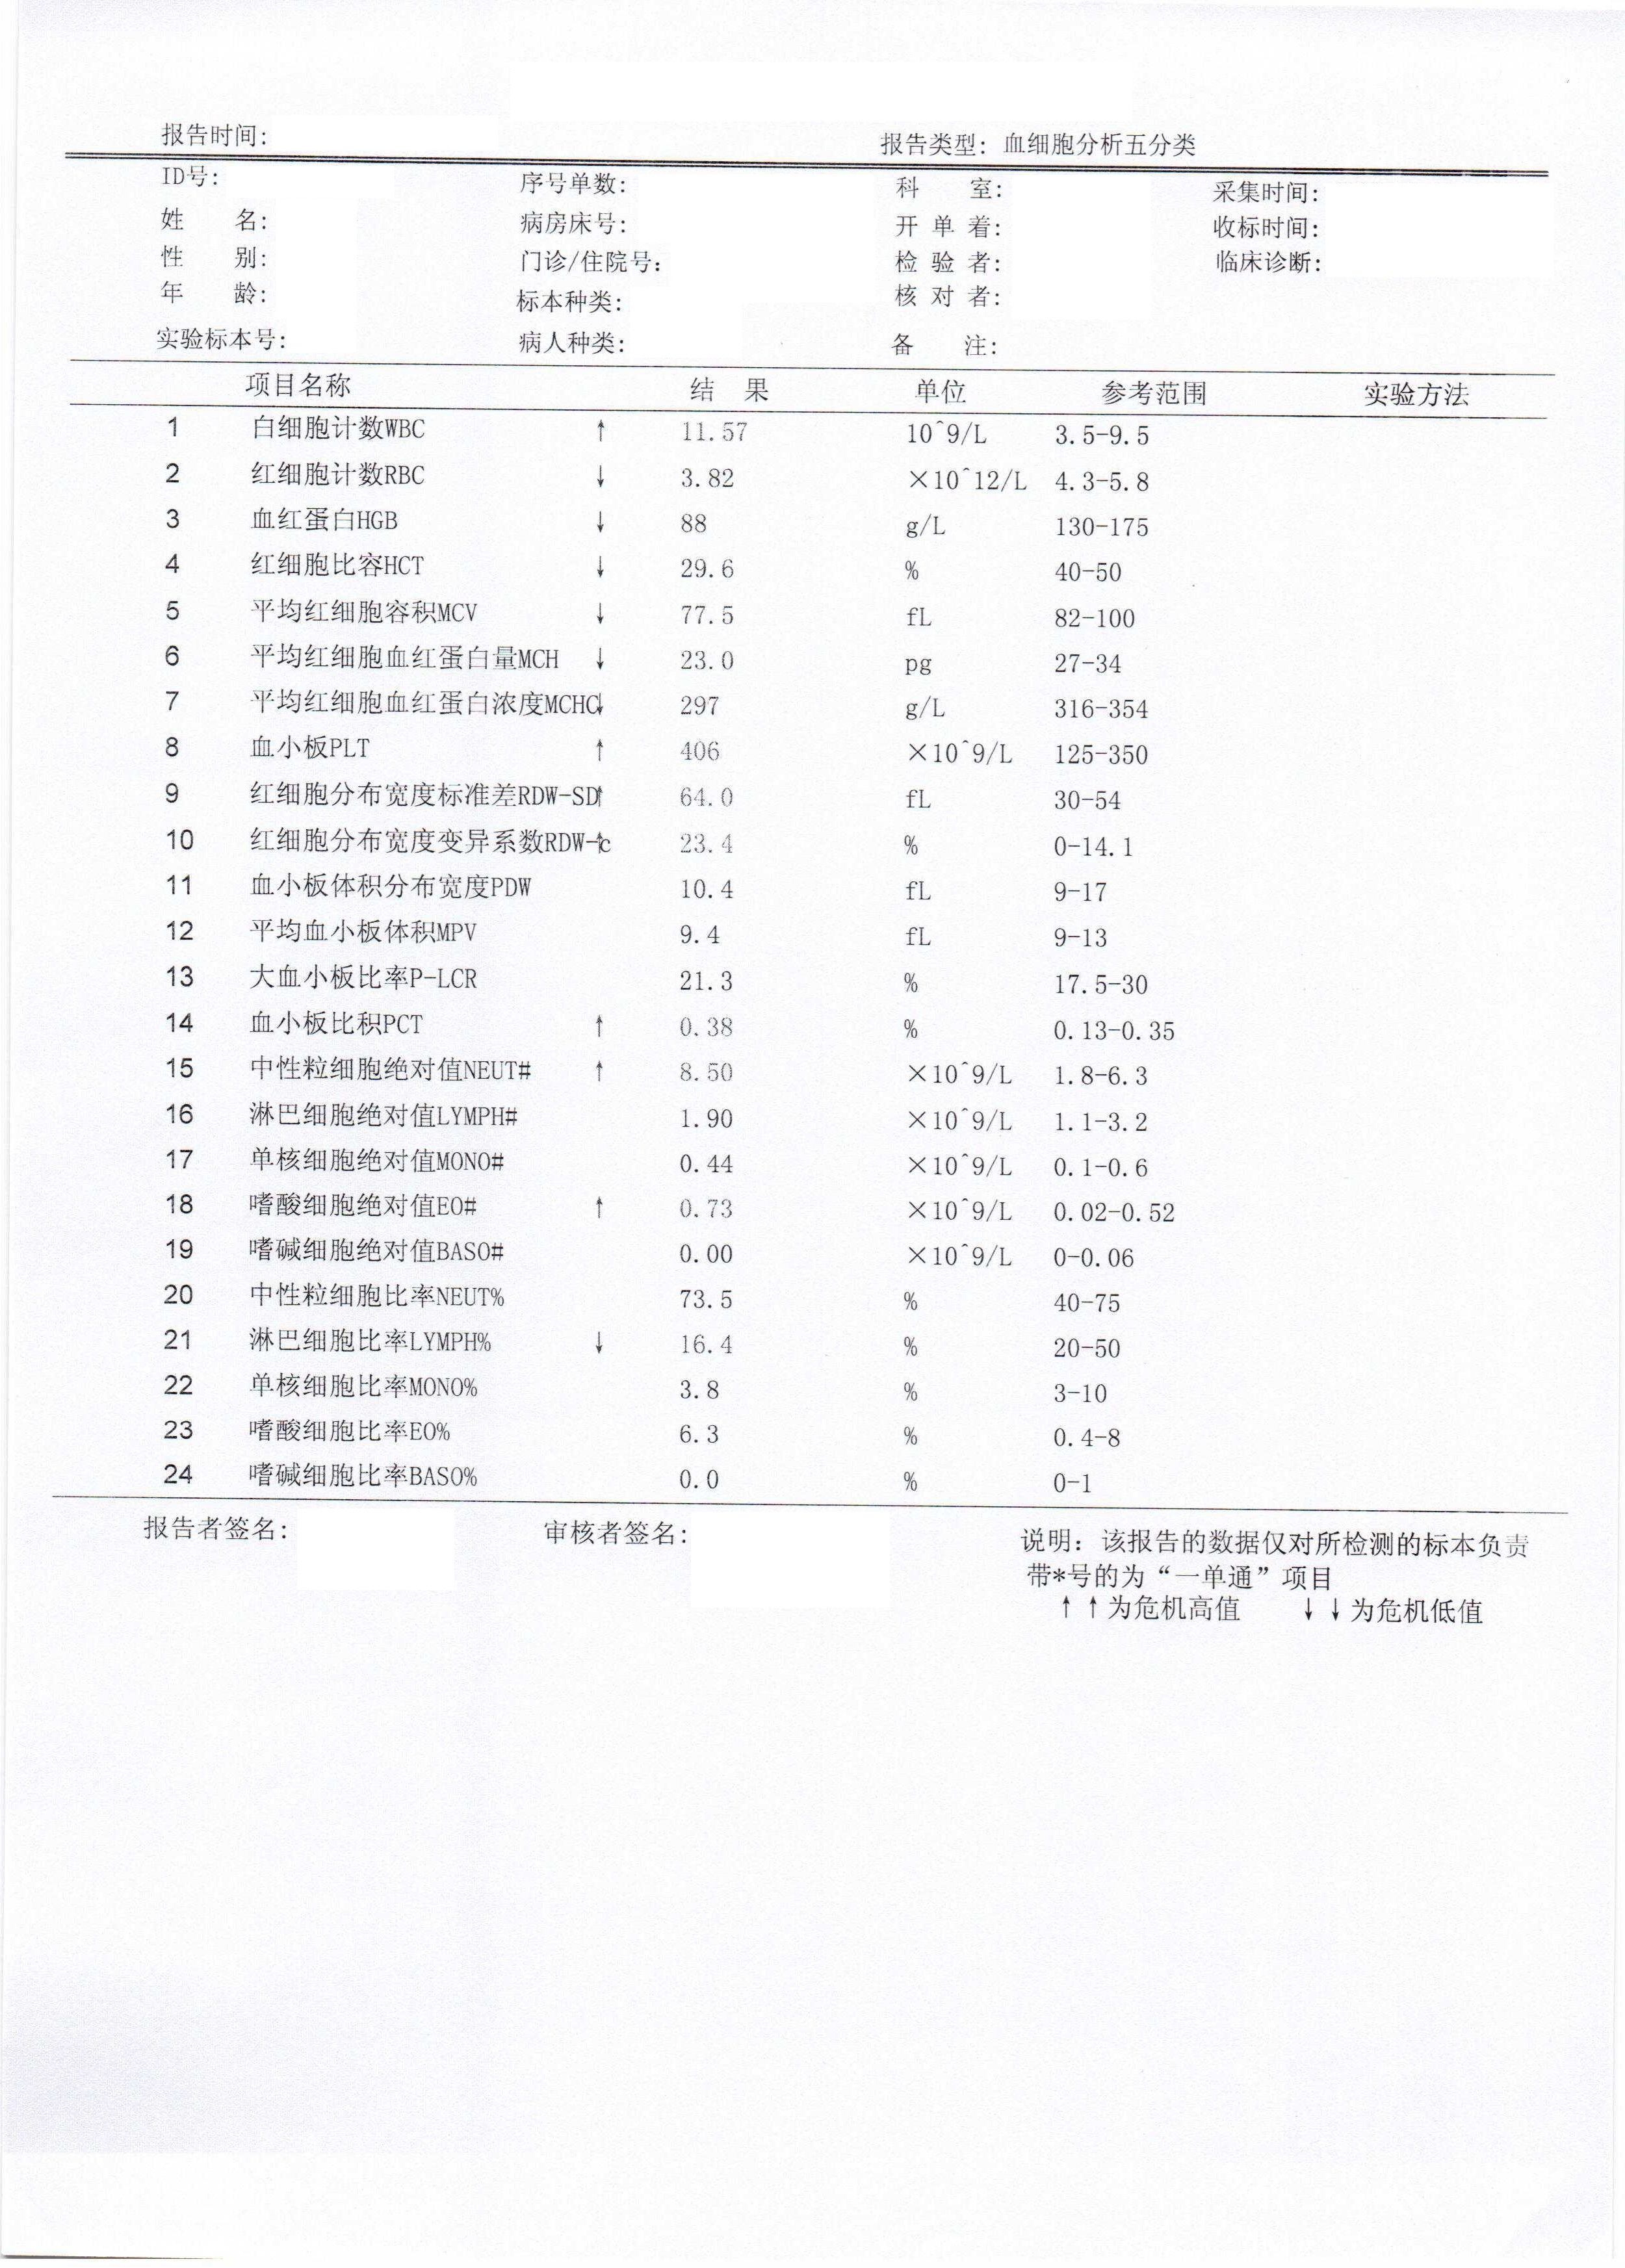 报告时间： 报告类型：血细胞分析五分类
ID号： 序号单数： 科 室： 采集时间：
姓 名： 病房床号： 开 单 着： 收标时间：
性 别： 门诊/住院号： 检 验 者： 临床诊断：
年 龄： 标本种类： 核 对 者：
实验标本号： 病人种类： 备 注：
项目名称 结 果 单位 参考范围 实验方法
1 白细胞计数WBC ↑ 11.57 10^9/L 3.5-9.5
2 红细胞计数RBC ↓ 3.82 ×10^12/L 4.3-5.8
3 血红蛋白HGB ↓ 88 g/L 130-175
4 红细胞比容HCT ↓ 29.6 % 40-50
5 平均红细胞容积MCV ↓ 77.5 fL 82-100
6 平均红细胞血红蛋白量MCH ↓ 23.0 pg 27-34
7 平均红细胞血红蛋白浓度MCHC↓ 297 g/L 316-354
8 血小板PLT ↑ 406 ×10^9/L 125-350
9 红细胞分布宽度标准差RDW-SD↑ 64.0 fL 30-54
10 红细胞分布宽度变异系数RDW-c↑ 23.4 % 0-14.1
11 血小板体积分布宽度PDW 10.4 fL 9-17
12 平均血小板体积MPV 9.4 fL 9-13
13 大血小板比率P-LCR 21.3 % 17.5-30
14 血小板比积PCT ↑ 0.38 % 0.13-0.35
15 中性粒细胞绝对值NEUT# ↑ 8.50 ×10^9/L 1.8-6.3
16 淋巴细胞绝对值LYMPH# 1.90 ×10^9/L 1.1-3.2
17 单核细胞绝对值MONO# 0.44 ×10^9/L 0.1-0.6
18 嗜酸细胞绝对值EO# ↑ 0.73 ×10^9/L 0.02-0.52
19 嗜碱细胞绝对值BASO# 0.00 ×10^9/L 0-0.06
20 中性粒细胞比率NEUT% 73.5 % 40-75
21 淋巴细胞比率LYMPH% ↓ 16.4 % 20-50
22 单核细胞比率MONO% 3.8 % 3-10
23 嗜酸细胞比率EO% 6.3 % 0.4-8
24 嗜碱细胞比率BASO% 0.0 % 0-1
报告者签名： 审核者签名： 说明：该报告的数据仅对所检测的标本负责
带*号的为“一单通”项目
↑↑为危机高值 ↓↓为危机低值